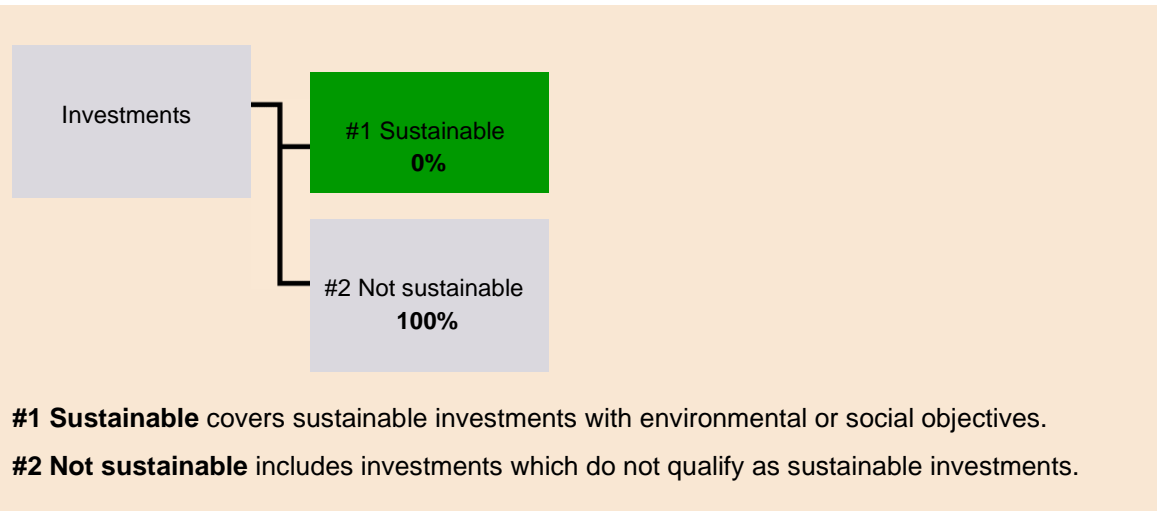 Investments
#1 Sustainable
0%
#2 Not sustainable
100%
#1 Sustainable covers sustainable investments with environmental or social objectives.
#2 Not sustainable includes investments which do not qualify as sustainable investments.